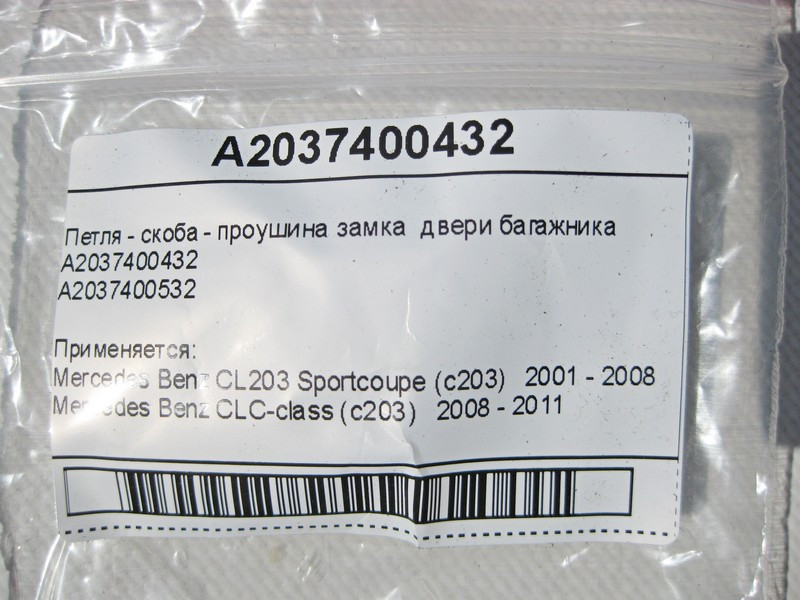 A2037400432
Петля - скоба - проушина замка двери багажника
A2037400432
A2037400532
Применяется:
Mercedes Benz CL203 Sportcoupe (c203) 2001 - 2008
Mercedes Benz CLC-class (c203) 2008 - 2011